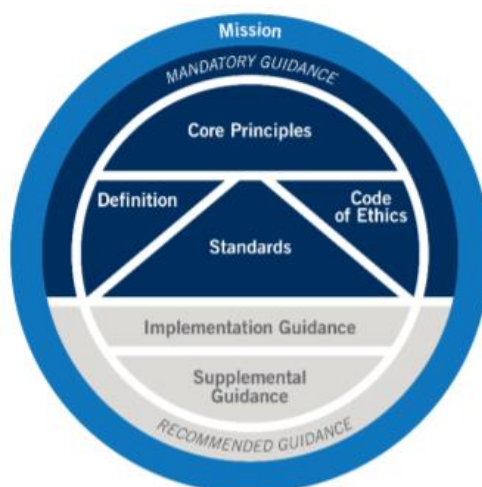 Mission
MANDATORY GUIDANCE
Core Principles
Definition
Code
of Ethics
Standards
Implementation Guidance
Supplemental
Guidance
RECOMMENDED GUIDANCE